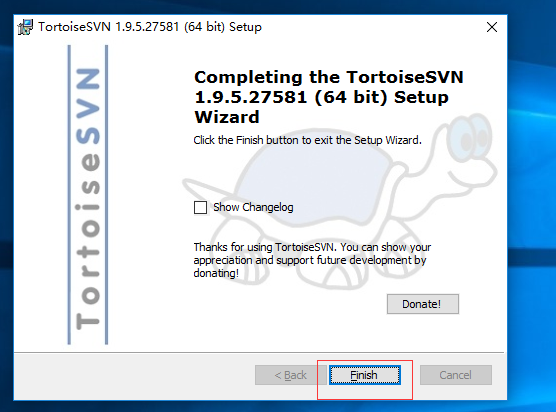 TortoiseSVN 1.9.5.27581 (64 bit) Setup
TortoiseSVN
Completing the TortoiseSVN
1.9.5.27581 (64 bit) Setup
Wizard
Click the Finish button to exit the Setup Wizard.
Show Changelog
Thanks for using TortoiseSVN. You can show your
appreciation and support future development by
donating!
Donate!
< Back
Finish
Cancel